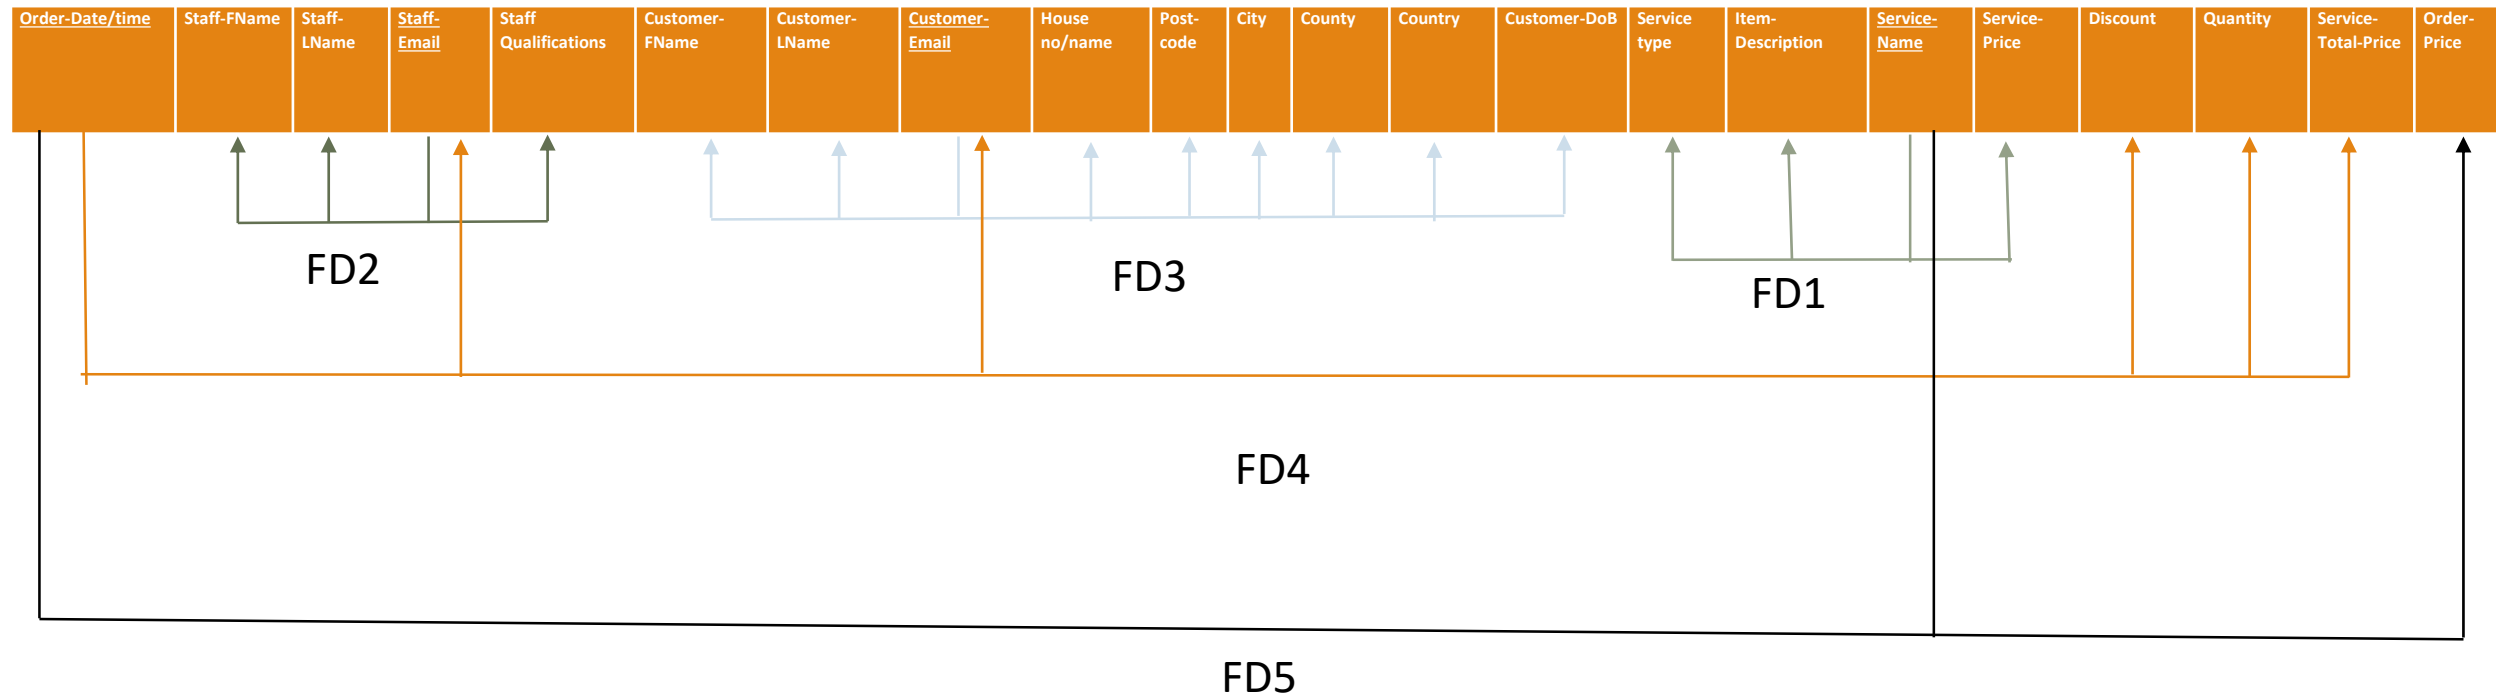 Order-Date/time
Staff-FName
Staff-
LName
Staff-
Email
Staff
Qualifications
Customer-
FName
Customer-
LName
Customer-
Email
House
no/name
Post-
code
City
County
Country
Customer-DoB
Service
type
Item-
Description
Service-
Name
Service-
Price
Discount
Quantity
Service-
Total-Price
Order-
Price
FD2
FD3
FD1
FD4
FD5